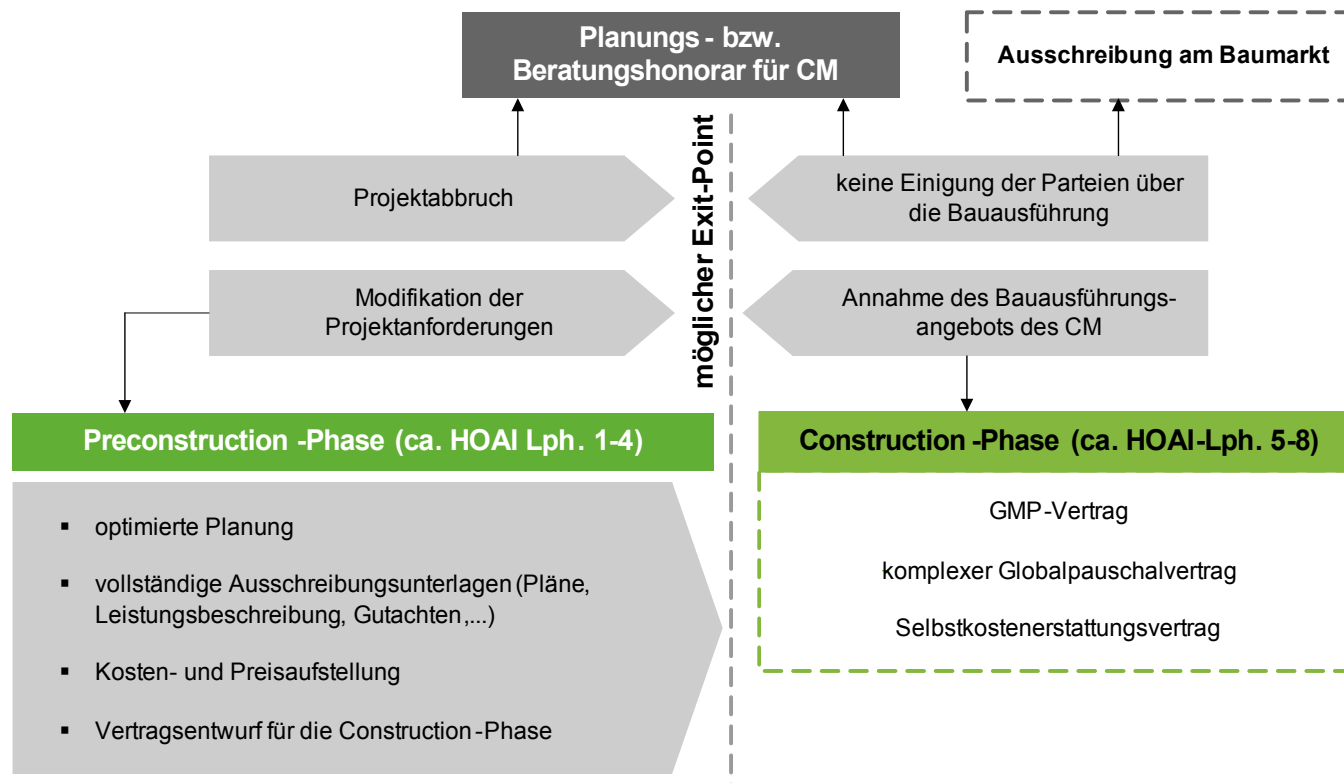 Planungs - bzw.
Beratungshonorar für CM
Ausschreibung am Baumarkt
Projektabbruch
möglicher Exit-Point
keine Einigung der Parteien über
die Bauausführung
Modifikation der
Projektanforderungen
Annahme des Bauausführungs-
angebots des CM
Preconstruction -Phase (ca. HOAI Lph. 1-4)
▪ optimierte Planung
▪ vollständige Ausschreibungsunterlagen (Pläne,
Leistungsbeschreibung, Gutachten,...)
▪ Kosten- und Preisaufstellung
▪ Vertragsentwurf für die Construction -Phase
Construction -Phase (ca. HOAI-Lph. 5-8)
GMP-Vertrag
komplexer Globalpauschalvertrag
Selbstkostenerstattungsvertrag